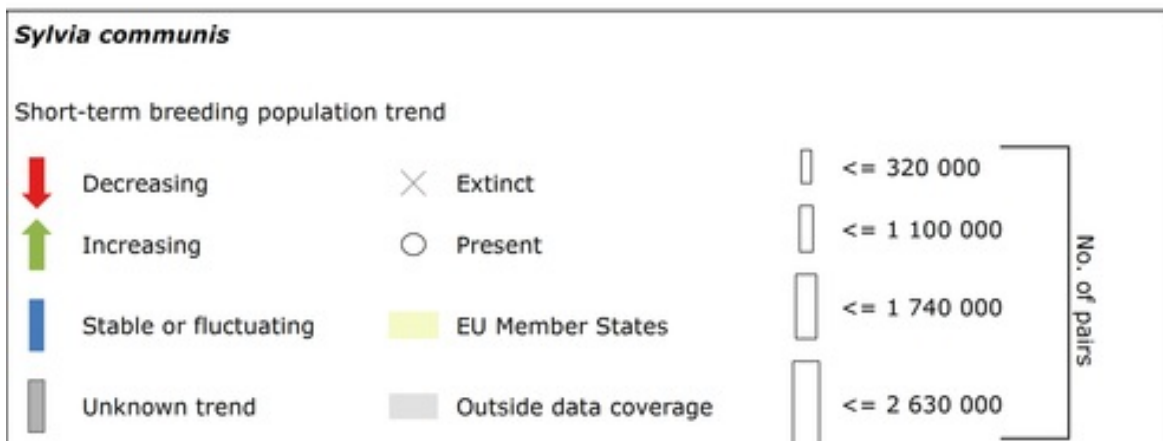 Sylvia communis
Short-term breeding population trend
Decreasing
Extinct
<= 320 000
Increasing
Present
<= 1 100 000
Stable or fluctuating
EU Member States
<= 1 740 000
Unknown trend
Outside data coverage
<= 2 630 000
No. of pairs